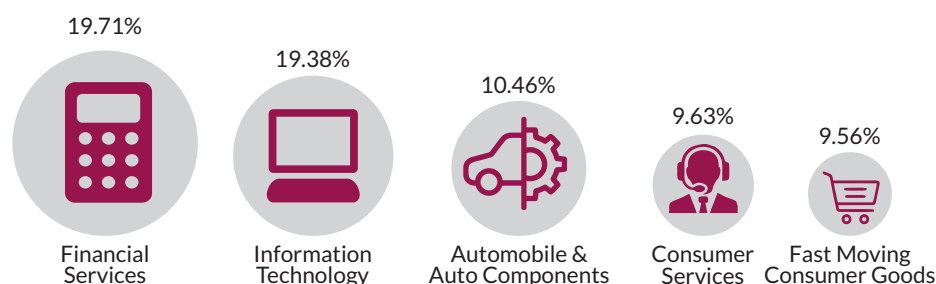 19.71%
19.38%
10.46%
9.63%
9.56%
Financial
Services
Information
Technology
Automobile &
Auto Components
Consumer
Services
Fast Moving
Consumer Goods